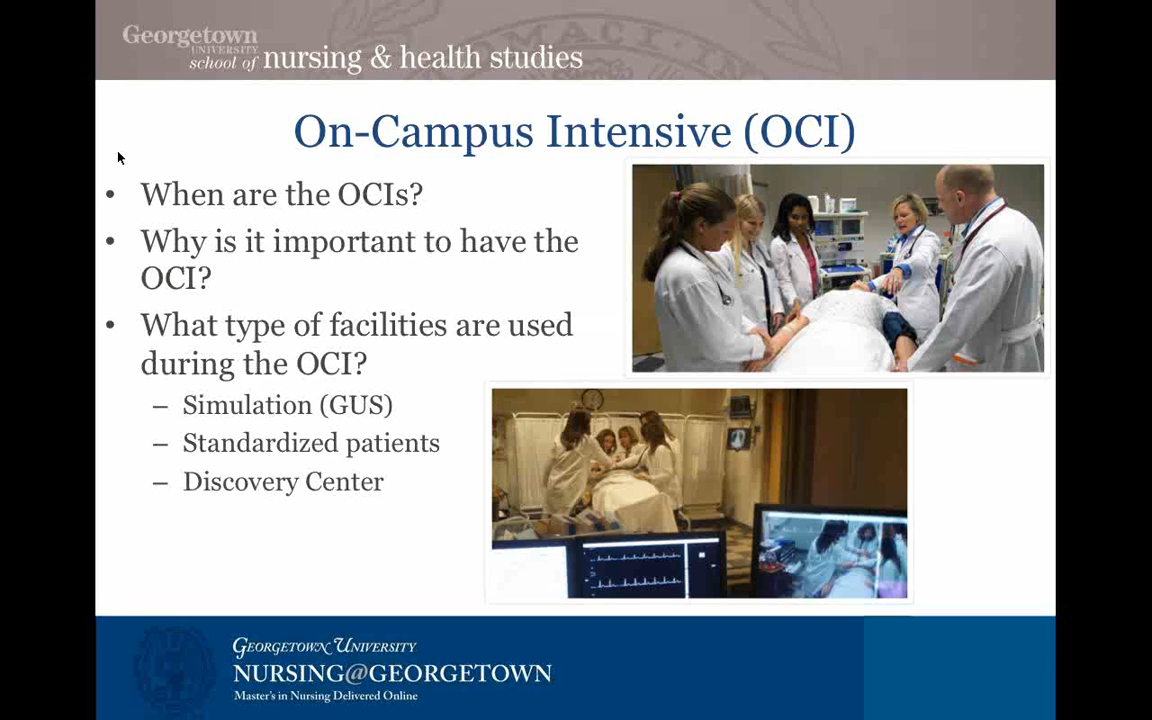 Georgetown
UNIVERSITY
school of nursing & health studies
On-Campus Intensive (OCI)
• When are the OCIs?
• Why is it important to have the
OCI?
• What type of facilities are used
during the OCI?
– Simulation (GUS)
– Standardized patients
– Discovery Center
GEORGETOWN UNIVERSITY
NURSING@GEORGETOWN
Master's in Nursing Delivered Online